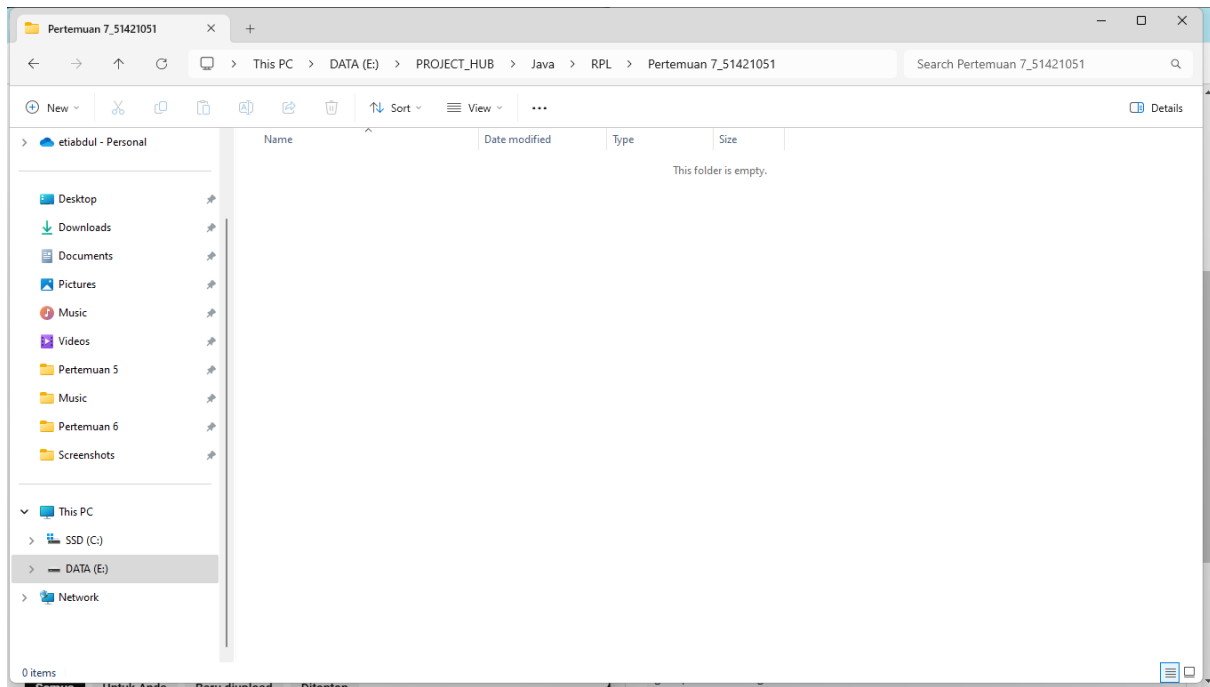 Pertemuan 7_51421051
This PC > DATA (E:) > PROJECT_HUB > Java > RPL > Pertemuan 7_51421051
Search Pertemuan 7_51421051
New
Sort
View
Details
etiabdul - Personal
Desktop
Downloads
Documents
Pictures
Music
Videos
Pertemuan 5
Music
Pertemuan 6
Screenshots
This PC
SSD (C:)
DATA (E:)
Network
Name Date modified Type Size
This folder is empty.
0 items